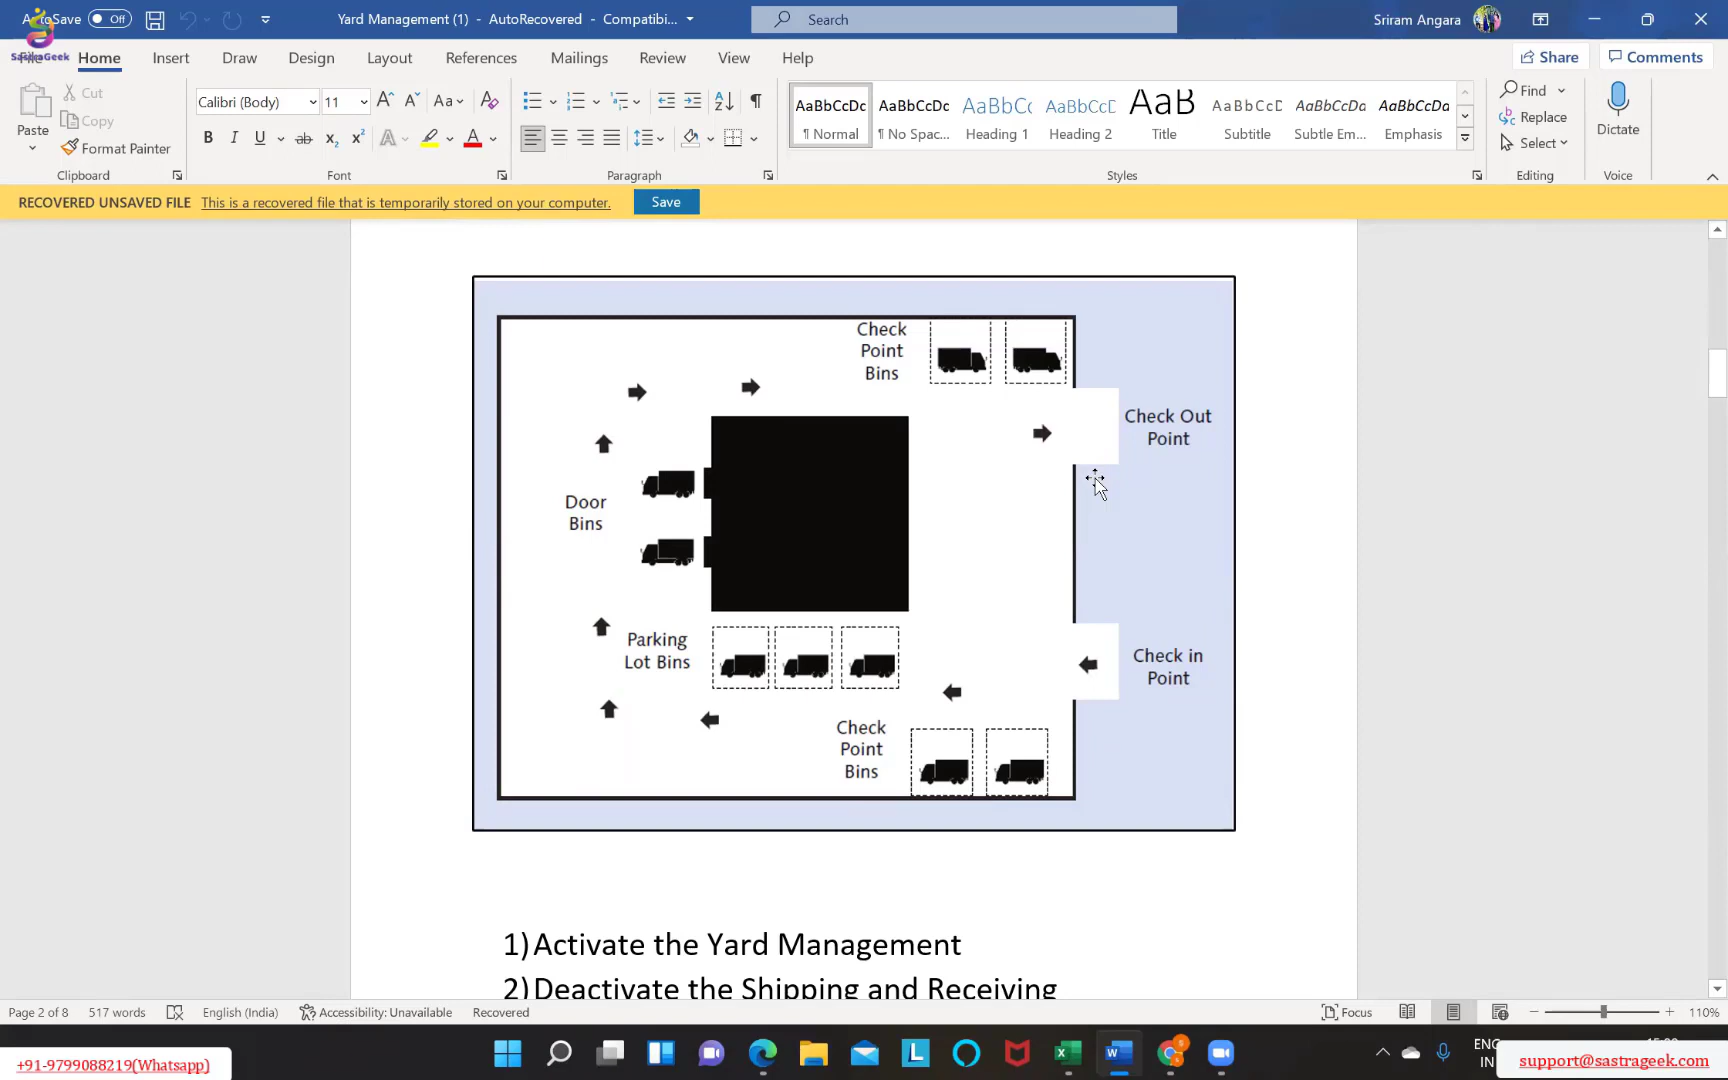 AutoSave Off
Yard Management (1) - AutoRecovered - Compatibi...
Search
Sriram Angara
SastraGeek
File Home Insert Draw Design Layout References Mailings Review View Help
Share Comments
Paste
Cut
Copy
Format Painter
Calibri (Body) 11
AaBbCcDc
¶ Normal
AaBbCcDc
¶ No Spac...
AaBbCc
Heading 1
AaBbCcD
Heading 2
AaB
Title
AaBbCcD
Subtitle
AaBbCcDa
Subtle Em...
AaBbCcDa
Emphasis
Find
Replace
Select
Dictate
Clipboard Font Paragraph Styles Editing Voice
RECOVERED UNSAVED FILE This is a recovered file that is temporarily stored on your computer. Save
Check
Point
Bins
Check Out
Point
Door
Bins
Parking
Lot Bins
Check in
Point
Check
Point
Bins
1) Activate the Yard Management
2) Deactivate the Shipping and Receiving
Page 2 of 8 517 words English (India) Accessibility: Unavailable Recovered Focus 110%
ENG
IN
+91-9799088219(Whatsapp)
support@sastrageek.com